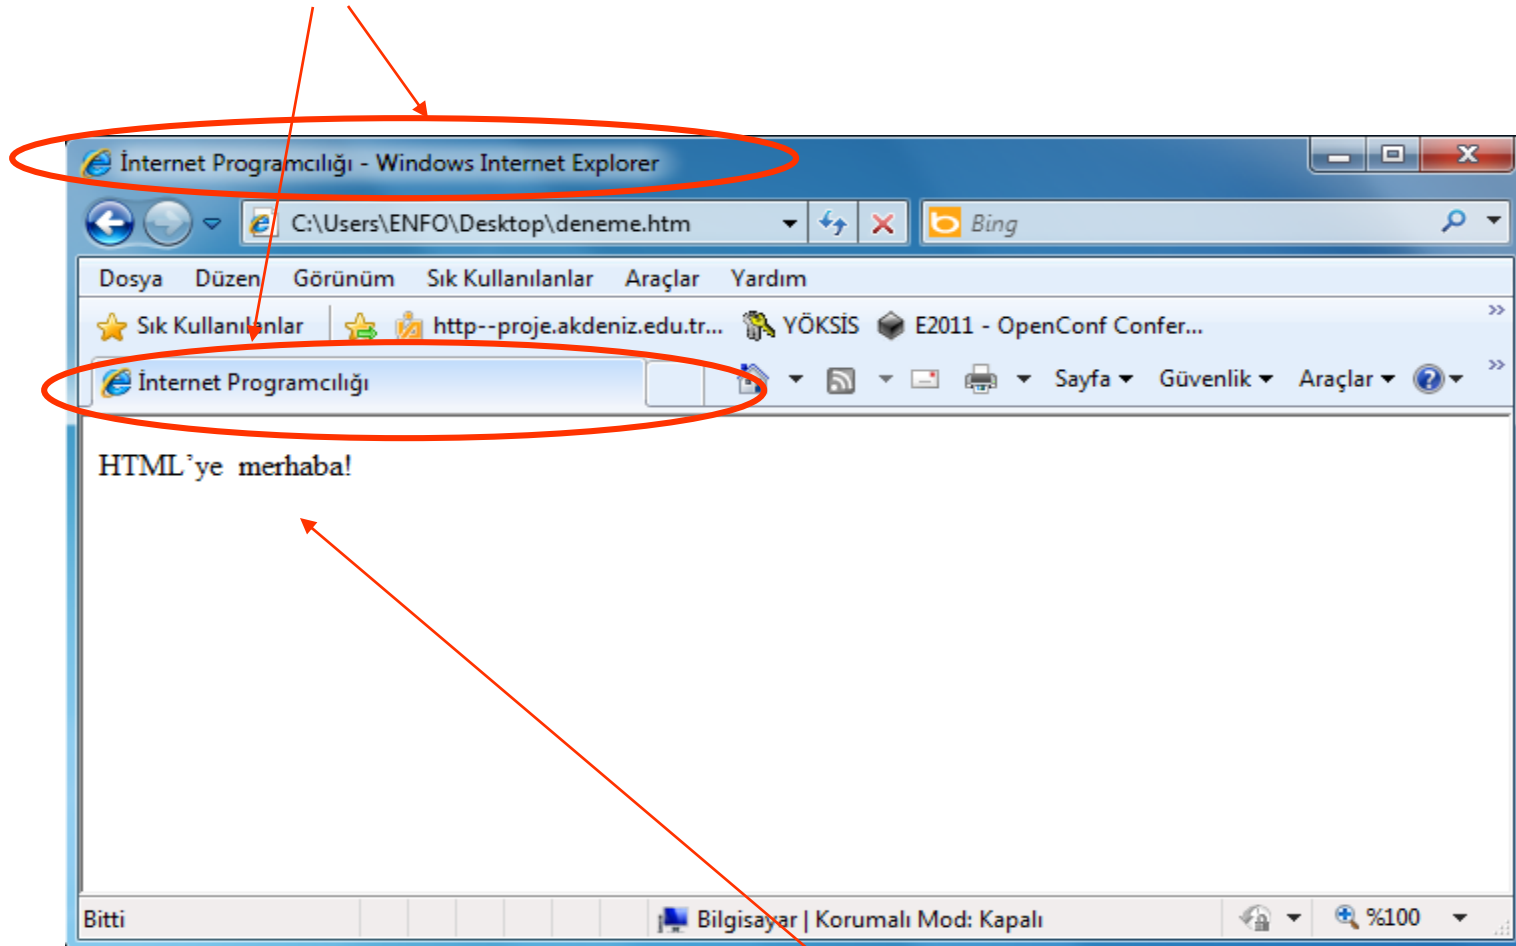 İnternet Programcılığı - Windows Internet Explorer
C:\Users\ENFO\Desktop\deneme.htm Bing
Dosya Düzen Görünüm Sık Kullanılanlar Araçlar Yardım
Sık Kullanılanlar http--proje.akdeniz.edu.tr... YÖKSİS E2011 - OpenConf Confer...
İnternet Programcılığı Sayfa Güvenlik Araçlar
HTML'ye merhaba!
Bitti Bilgisayar | Korumalı Mod: Kapalı %100